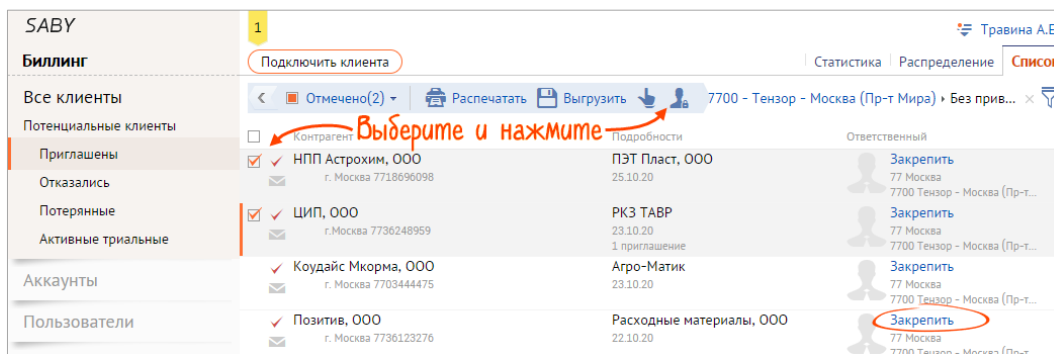 SABY
1
Травина А.Е
Биллинг
Подключить клиента
Статистика Распределение Список
Все клиенты
Отмечено(2) Распечатать Выгрузить 7700 - Тензор - Москва (Пр-т Мира) Без прив...
Потенциальные клиенты
Выберите и нажмите
Контрагент Подробности Ответственный
Приглашены
НПП Астрохим, ООО ПЭТ Пласт, ООО Закрепить
г. Москва 7718696098 25.10.20 77 Москва
7700 Тензор - Москва (Пр-т...
Отказались
Потерянные
ЦИП, ООО РКЗ ТАВР Закрепить
г.Москва 7736248959 23.10.20 77 Москва
1 приглашение 7700 Тензор - Москва (Пр-т...
Активные триальные
Коудайс Мкорма, ООО Агро-Матик Закрепить
г. Москва 7703444475 23.10.20 77 Москва
7700 Тензор - Москва (Пр-т...
Аккаунты
Пользователи
Позитив, ООО Расходные материалы, ООО Закрепить
г. Москва 7736123276 22.10.20 77 Москва
7700 Тензор - Москва (Пр-т